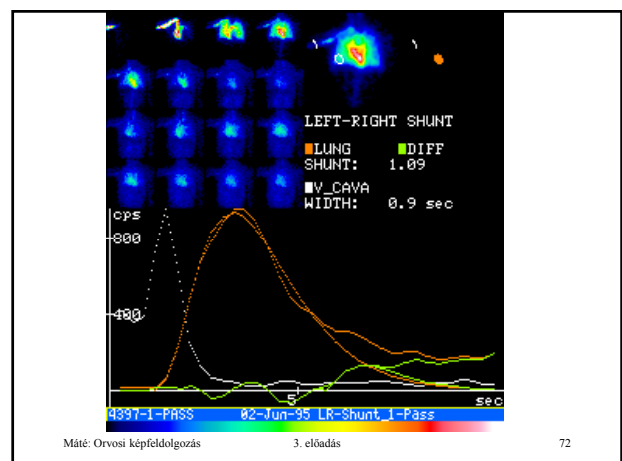 LEFT-RIGHT SHUNT
LUNG DIFF
SHUNT: 1.09
V_CAVA
WIDTH: 0.9 sec
cps
800
400
5
sec
4397-1-PASS 02-Jun-95 LR-Shunt_1-Pass
Máté: Orvosi képfeldolgozás 3. előadás 72